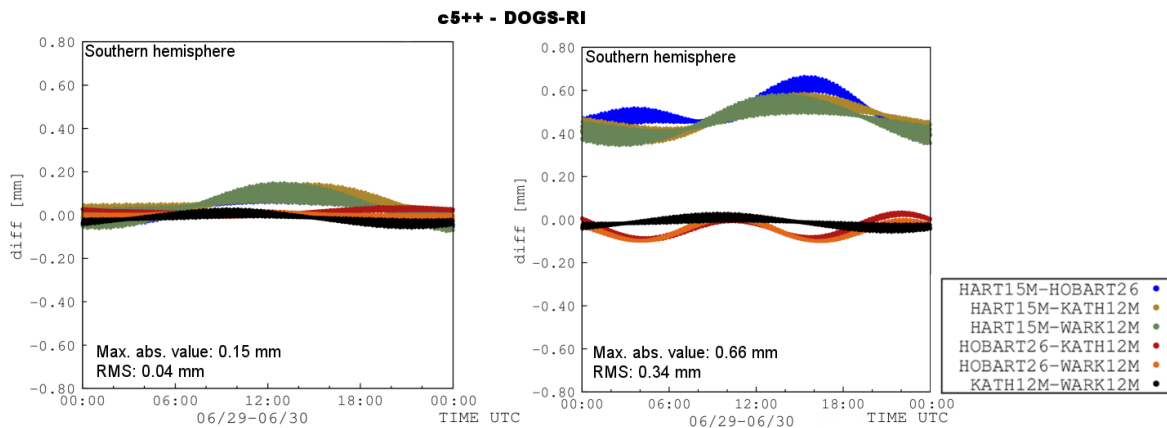 c5++ - DOGS-RI
Southern hemisphere
diff [mm]
0.80
0.60
0.40
0.20
0.00
-0.20
-0.40
-0.60
-0.80
Max. abs. value: 0.15 mm
RMS: 0.04 mm
00:00 06:00 12:00 18:00 00:00
06/29-06/30 TIME UTC
Southern hemisphere
diff [mm]
0.80
0.60
0.40
0.20
0.00
-0.20
-0.40
-0.60
-0.80
Max. abs. value: 0.66 mm
RMS: 0.34 mm
00:00 06:00 12:00 18:00 00:00
06/29-06/30 TIME UTC
HART15M-HOBART26
HART15M-KATH12M
HART15M-WARK12M
HOBART26-KATH12M
HOBART26-WARK12M
KATH12M-WARK12M